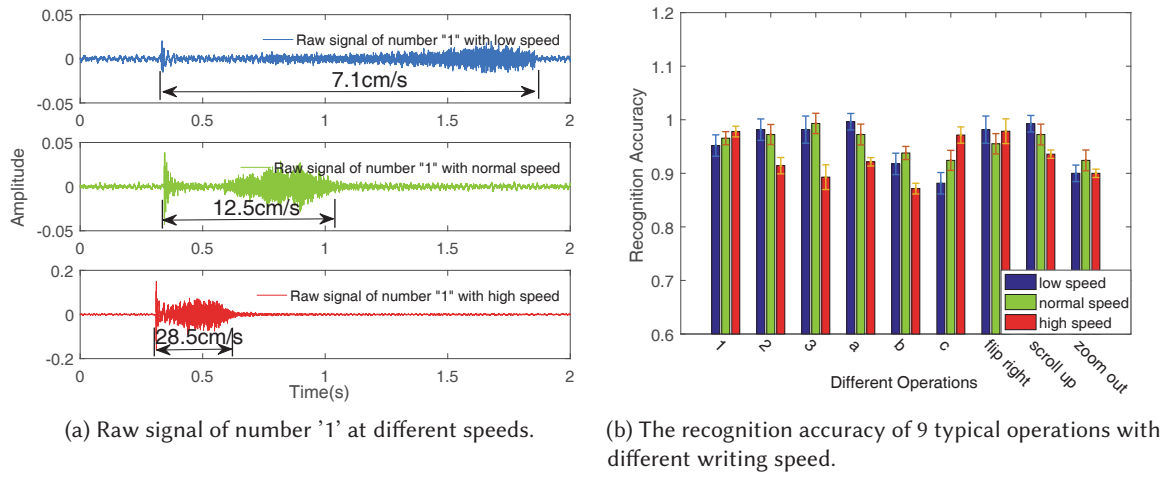 0.05
Raw signal of number "1" with low speed
0
7.1cm/s
-0.05
0 0.5 1 1.5 2
0.05
Raw signal of number "1" with normal speed
0
12.5cm/s
-0.05
0 0.5 1 1.5 2
0.2
Raw signal of number "1" with high speed
0
28.5cm/s
-0.2
0 0.5 1 1.5 2
Amplitude
Time(s)
(a) Raw signal of number '1' at different speeds.
1.2
1.1
1
0.9
0.8
0.7
0.6
Recognition Accuracy
low speed
normal speed
high speed
1 2 3 a b c flip right scroll up zoom out
Different Operations
(b) The recognition accuracy of 9 typical operations with
different writing speed.